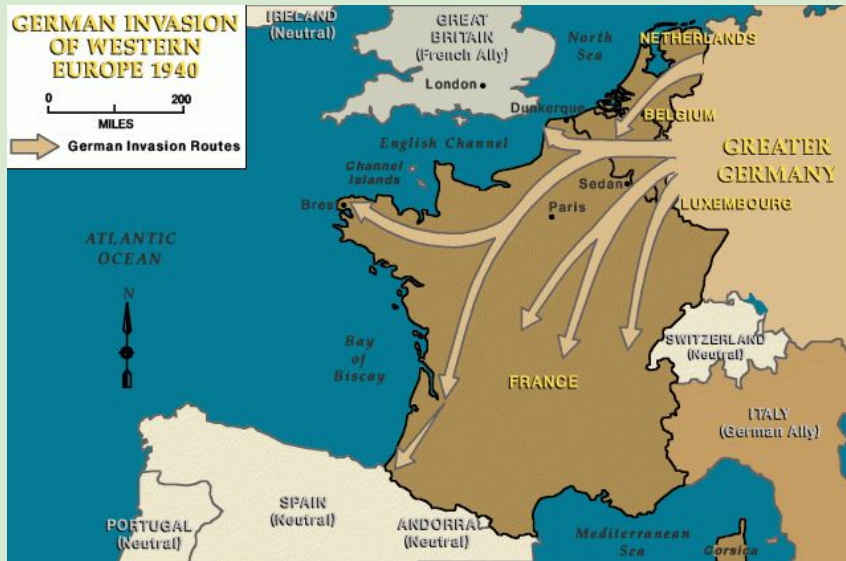 GERMAN INVASION
OF WESTERN
EUROPE 1940
0 200
MILES
German Invasion Routes
IRELAND
(Neutral)
GREAT
BRITAIN
(French Ally)
London
North
Sea
NETHERLANDS
Dunkerque
BELGIUM
English Channel
Channel
Islands
GREATER
GERMANY
Sedan
LUXEMBOURG
Brest
Paris
ATLANTIC
OCEAN
N
Bay
of
Biscay
SWITZERLAND
(Neutral)
FRANCE
ITALY
(German Ally)
SPAIN
(Neutral)
PORTUGAL
(Neutral)
ANDORRA
(Neutral)
Mediterranean
Sea
Corsica